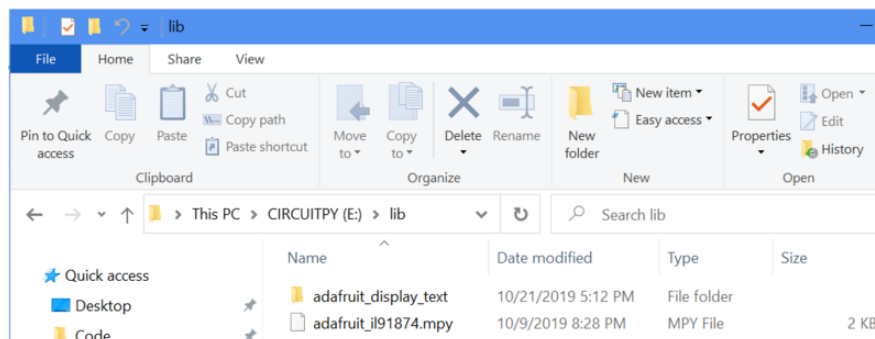 lib
File Home Share View
Pin to Quick access
Copy
Paste
Cut
Copy path
Paste shortcut
Move to
Copy to
Delete
Rename
New folder
New item
Easy access
Properties
Open
Edit
History
Clipboard Organize New Open
This PC > CIRCUITPY (E:) > lib Search lib
Name Date modified Type Size
Quick access
Desktop
Code
adafruit_display_text 10/21/2019 5:12 PM File folder
adafruit_il91874.mpy 10/9/2019 8:28 PM MPY File 2 KB